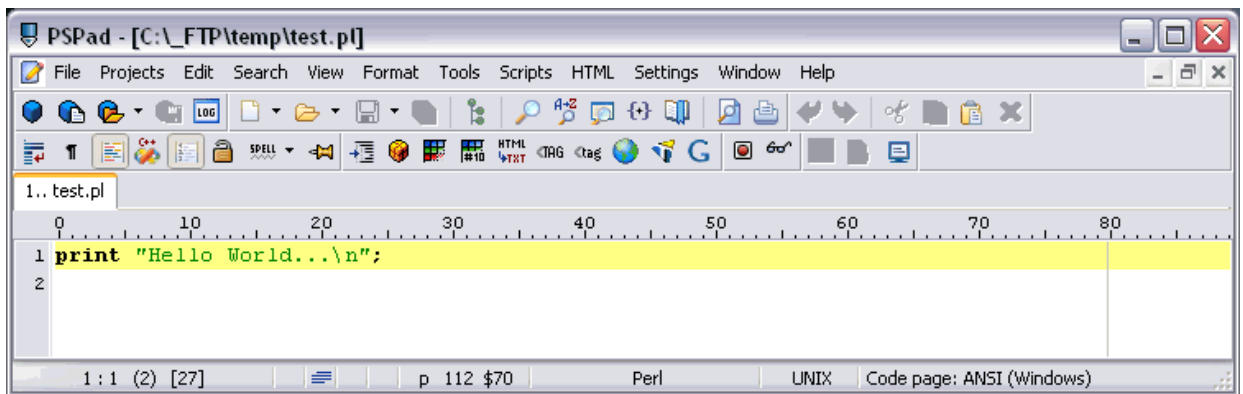 PSPad - [C:\_FTP\temp\test.pl]
File Projects Edit Search View Format Tools Scripts HTML Settings Window Help
LOG A→Z
¶ C++ SPELL #10 HTML TXT <TAG <tag G
1.. test.pl
0 10 20 30 40 50 60 70 80
1 print "Hello World...\n";
2
1 : 1 (2) [27] p 112 $70 Perl UNIX Code page: ANSI (Windows)